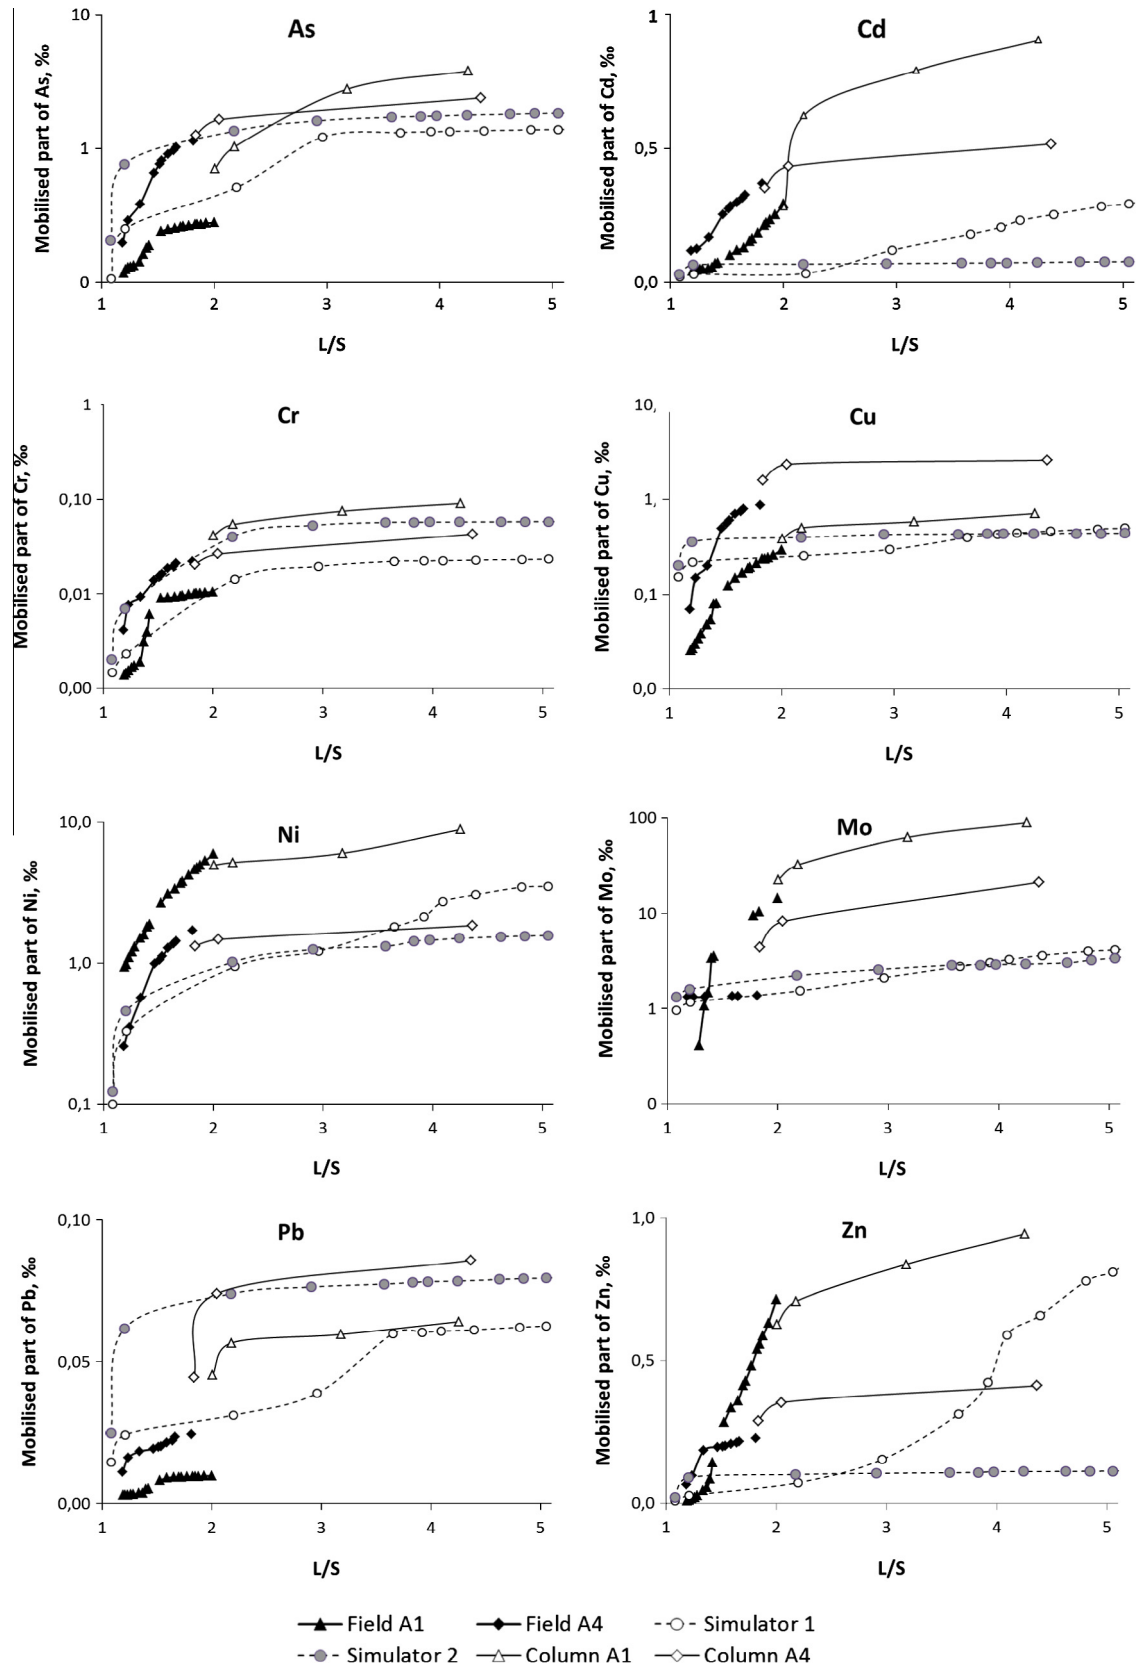 As
Mobilised part of As, ‰
10
1
0
1 2 3 4 5
L/S
Cd
Mobilised part of Cd, ‰
1
0,5
0,0
1 2 3 4 5
L/S
Cr
Mobilised part of Cr, ‰
1
0,10
0,01
0,00
1 2 3 4 5
L/S
Cu
Mobilised part of Cu, ‰
10,
1,
0,1
0,0
1 2 3 4 5
L/S
Ni
Mobilised part of Ni, ‰
10,0
1,0
0,1
1 2 3 4 5
L/S
Mo
Mobilised part of Mo, ‰
100
10
1
0
1 2 3 4 5
L/S
Pb
Mobilised part of Pb, ‰
0,10
0,05
0,00
1 2 3 4 5
L/S
Zn
Mobilised part of Zn, ‰
1,0
0,5
0,0
1 2 3 4 5
L/S
Field A1 Field A4 Simulator 1
Simulator 2 Column A1 Column A4